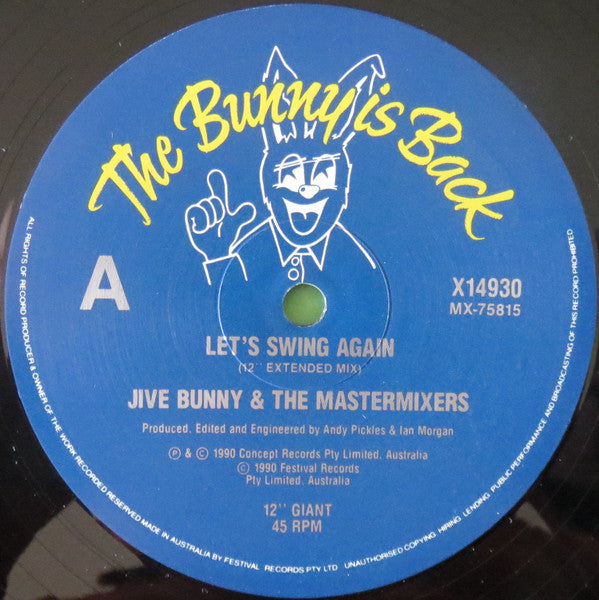 The Bunny is Back
A
X14930
MX-75815
LET'S SWING AGAIN
(12'' EXTENDED MIX)
JIVE BUNNY & THE MASTERMIXERS
Produced. Edited and Engineered by Andy Pickles & Ian Morgan
℗ & © 1990 Concept Records Pty Limited. Australia
© 1990 Festival Records
Pty Limited. Australia
12'' GIANT
45 RPM
ALL RIGHTS OF RECORD PRODUCER & OWNER OF THE WORK RECORDED RESERVED MADE IN AUSTRALIA BY FESTIVAL RECORDS PTY LTD UNAUTHORISED COPYING, HIRING, LENDING, PUBLIC PERFORMANCE AND BROADCASTING OF THIS RECORD PROHIBITED